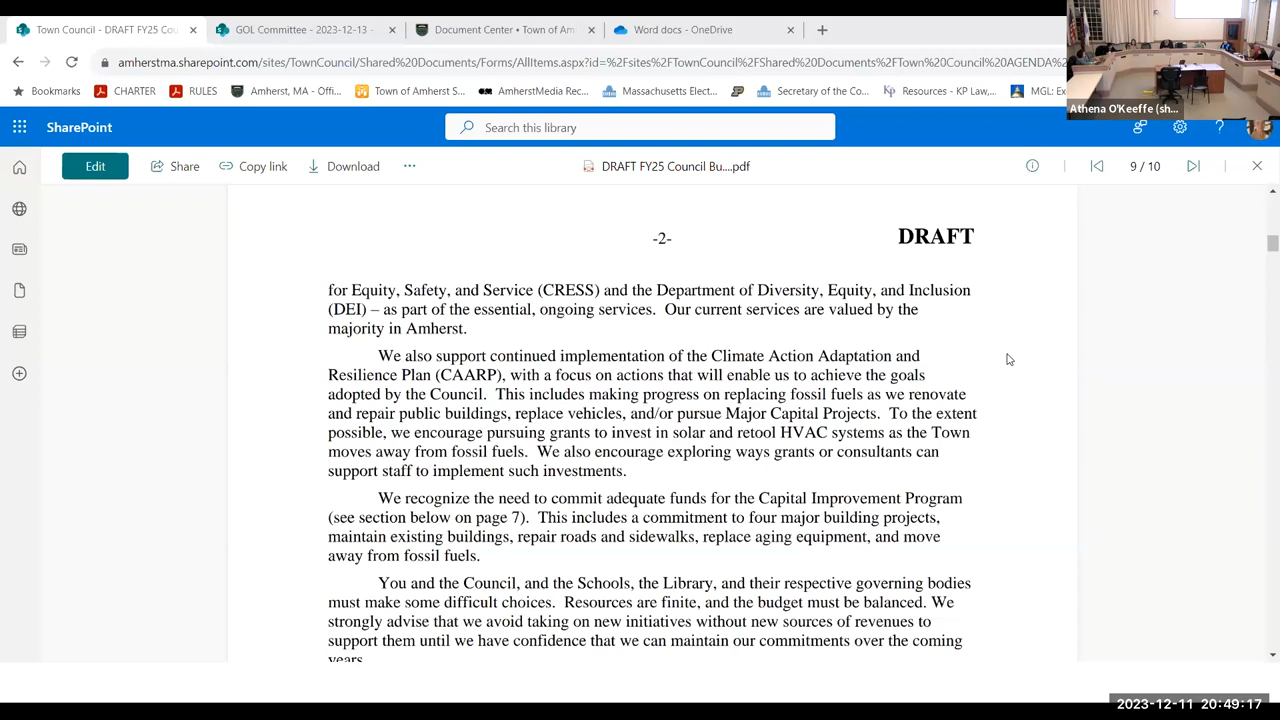 Town Council - DRAFT FY25 Cou
GOL Committee - 2023-12-13 -
Document Center • Town of Am
Word docs - OneDrive
amherstma.sharepoint.com/sites/TownCouncil/Shared%20Documents/Forms/AllItems.aspx?id=%2Fsites%2FTownCouncil%2FShared%20Documents%2FTown%20Council%20AGENDA%
Bookmarks
CHARTER
RULES
Amherst, MA - Offi...
Town of Amherst S...
AmherstMedia Rec...
Massachusetts Elect...
Secretary of the Co...
Resources - KP Law,...
MGL: Ex
Athena O'Keeffe (sh...
SharePoint
Search this library
Edit
Share
Copy link
Download
DRAFT FY25 Council Bu....pdf
9 / 10
-2-
DRAFT
for Equity, Safety, and Service (CRESS) and the Department of Diversity, Equity, and Inclusion
(DEI) – as part of the essential, ongoing services. Our current services are valued by the
majority in Amherst.
We also support continued implementation of the Climate Action Adaptation and
Resilience Plan (CAARP), with a focus on actions that will enable us to achieve the goals
adopted by the Council. This includes making progress on replacing fossil fuels as we renovate
and repair public buildings, replace vehicles, and/or pursue Major Capital Projects. To the extent
possible, we encourage pursuing grants to invest in solar and retool HVAC systems as the Town
moves away from fossil fuels. We also encourage exploring ways grants or consultants can
support staff to implement such investments.
We recognize the need to commit adequate funds for the Capital Improvement Program
(see section below on page 7). This includes a commitment to four major building projects,
maintain existing buildings, repair roads and sidewalks, replace aging equipment, and move
away from fossil fuels.
You and the Council, and the Schools, the Library, and their respective governing bodies
must make some difficult choices. Resources are finite, and the budget must be balanced. We
strongly advise that we avoid taking on new initiatives without new sources of revenues to
support them until we have confidence that we can maintain our commitments over the coming
years.
2023-12-11 20:49:17